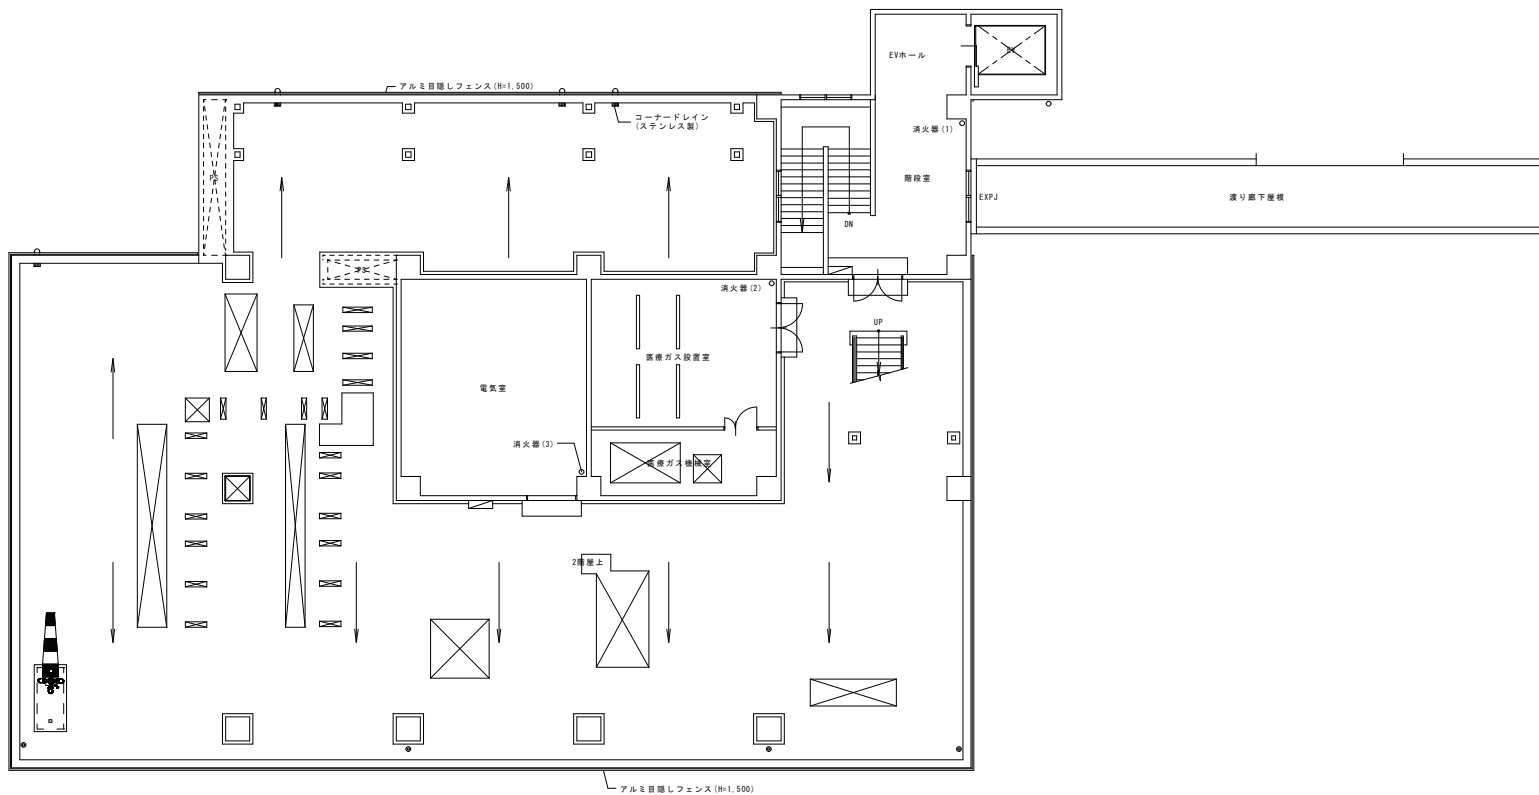 EVホール
EV
アルミ目隠しフェンス(H=1,500)
コーナードレイン
(ステンレス製)
消火器(1)
PS
階段室
EXPJ
渡り廊下屋根
DN
PS
消火器(2)
UP
医療ガス設置室
電気室
消火器(3)
医療ガス機械室
2階屋上
アルミ目隠しフェンス(H=1,500)